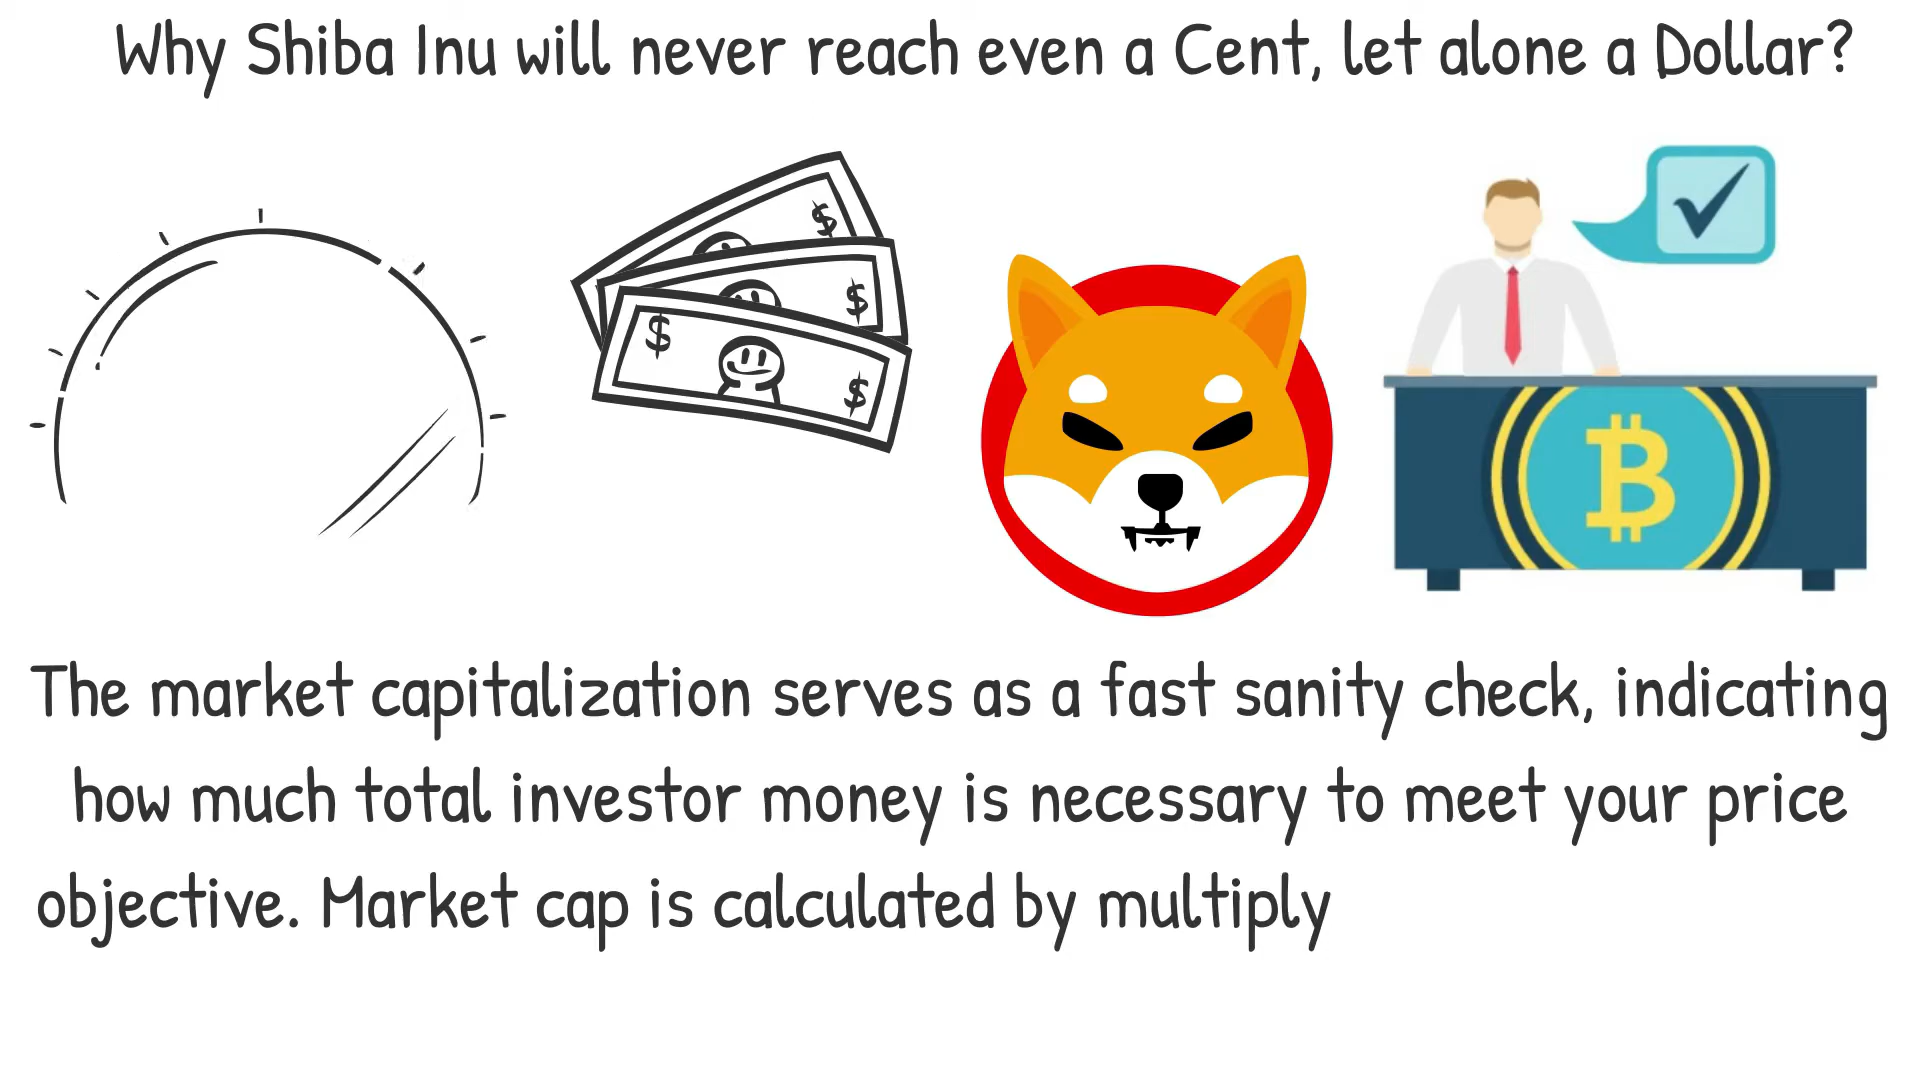 Why Shiba Inu will never reach even a Cent, let alone a Dollar?
$
$
$
$
The market capitalization serves as a fast sanity check, indicating
how much total investor money is necessary to meet your price
objective. Market cap is calculated by multiply